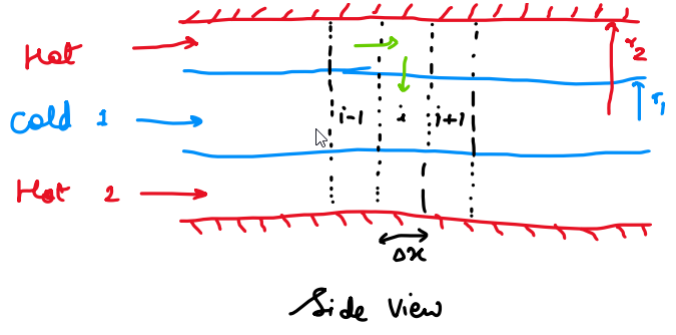 Hot
r2
Cold 1
i-1 i i+1
r1
Hot 2
Δx
Side View